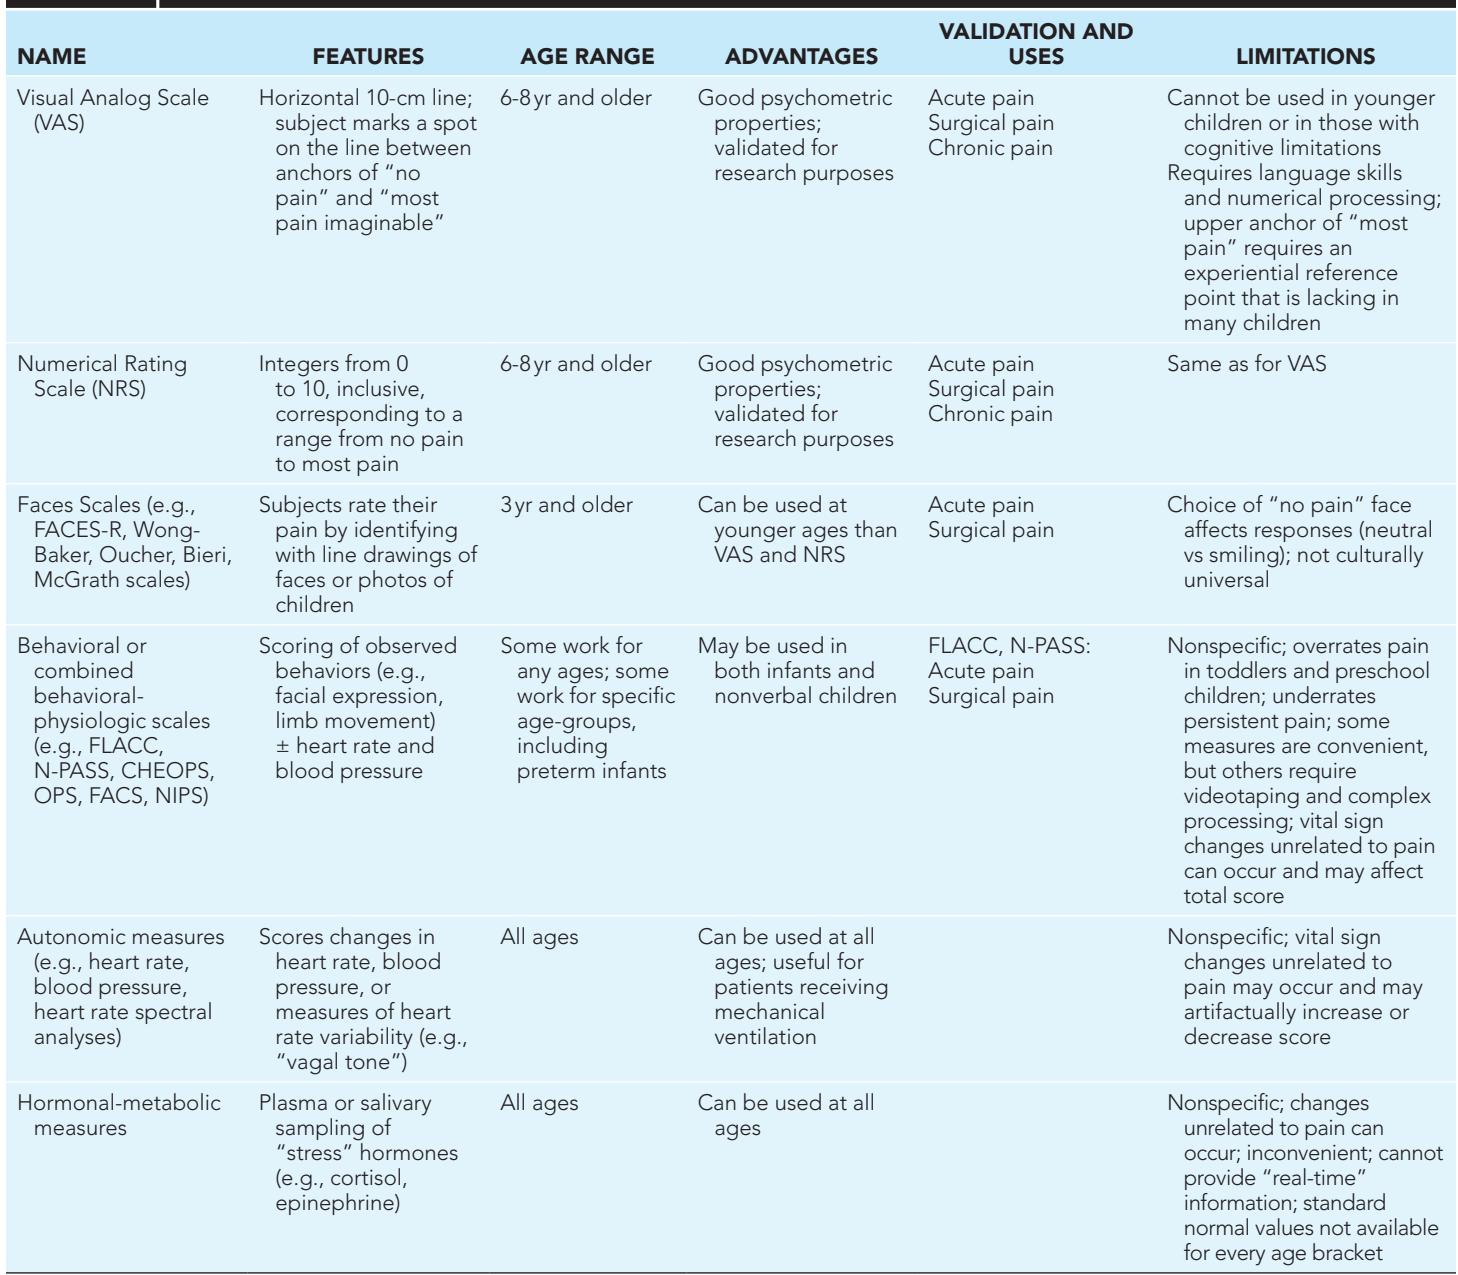 NAME
FEATURES
AGE RANGE
ADVANTAGES
VALIDATION AND
USES
LIMITATIONS
Visual Analog Scale
(VAS)
Horizontal 10-cm line;
subject marks a spot
on the line between
anchors of “no
pain” and “most
pain imaginable”
6-8 yr and older
Good psychometric
properties;
validated for
research purposes
Acute pain
Surgical pain
Chronic pain
Cannot be used in younger
children or in those with
cognitive limitations
Requires language skills
and numerical processing;
upper anchor of “most
pain” requires an
experiential reference
point that is lacking in
many children
Numerical Rating
Scale (NRS)
Integers from 0
to 10, inclusive,
corresponding to a
range from no pain
to most pain
6-8 yr and older
Good psychometric
properties;
validated for
research purposes
Acute pain
Surgical pain
Chronic pain
Same as for VAS
Faces Scales (e.g.,
FACES-R, Wong-
Baker, Oucher, Bieri,
McGrath scales)
Subjects rate their
pain by identifying
with line drawings of
faces or photos of
children
3 yr and older
Can be used at
younger ages than
VAS and NRS
Acute pain
Surgical pain
Choice of “no pain” face
affects responses (neutral
vs smiling); not culturally
universal
Behavioral or
combined
behavioral-
physiologic scales
(e.g., FLACC,
N-PASS, CHEOPS,
OPS, FACS, NIPS)
Scoring of observed
behaviors (e.g.,
facial expression,
limb movement)
± heart rate and
blood pressure
Some work for
any ages; some
work for specific
age-groups,
including
preterm infants
May be used in
both infants and
nonverbal children
FLACC, N-PASS:
Acute pain
Surgical pain
Nonspecific; overrates pain
in toddlers and preschool
children; underrates
persistent pain; some
measures are convenient,
but others require
videotaping and complex
processing; vital sign
changes unrelated to pain
can occur and may affect
total score
Autonomic measures
(e.g., heart rate,
blood pressure,
heart rate spectral
analyses)
Scores changes in
heart rate, blood
pressure, or
measures of heart
rate variability (e.g.,
“vagal tone”)
All ages
Can be used at all
ages; useful for
patients receiving
mechanical
ventilation
Nonspecific; vital sign
changes unrelated to
pain may occur and may
artifactually increase or
decrease score
Hormonal-metabolic
measures
Plasma or salivary
sampling of
“stress” hormones
(e.g., cortisol,
epinephrine)
All ages
Can be used at all
ages
Nonspecific; changes
unrelated to pain can
occur; inconvenient; cannot
provide “real-time”
information; standard
normal values not available
for every age bracket